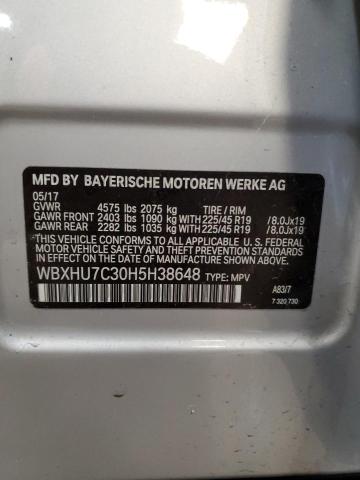 MFD BY BAYERISCHE MOTOREN WERKE AG
05/17
GVWR 4575 lbs 2075 kg TIRE / RIM
GAWR FRONT 2403 lbs 1090 kg WITH 225/45 R19 /8.0Jx19
GAWR REAR 2282 lbs 1035 kg WITH 225/45 R19 /8.0Jx19
THIS VEHICLE CONFORMS TO ALL APPLICABLE U.S. FEDERAL
MOTOR VEHICLE SAFETY STANDARDS IN EFFECT
ON THE DATE OF MANUFACTURE SHOWN ABOVE.
WBXHU7C30H5H38648 TYPE: MPV
A83/7
7 320 730